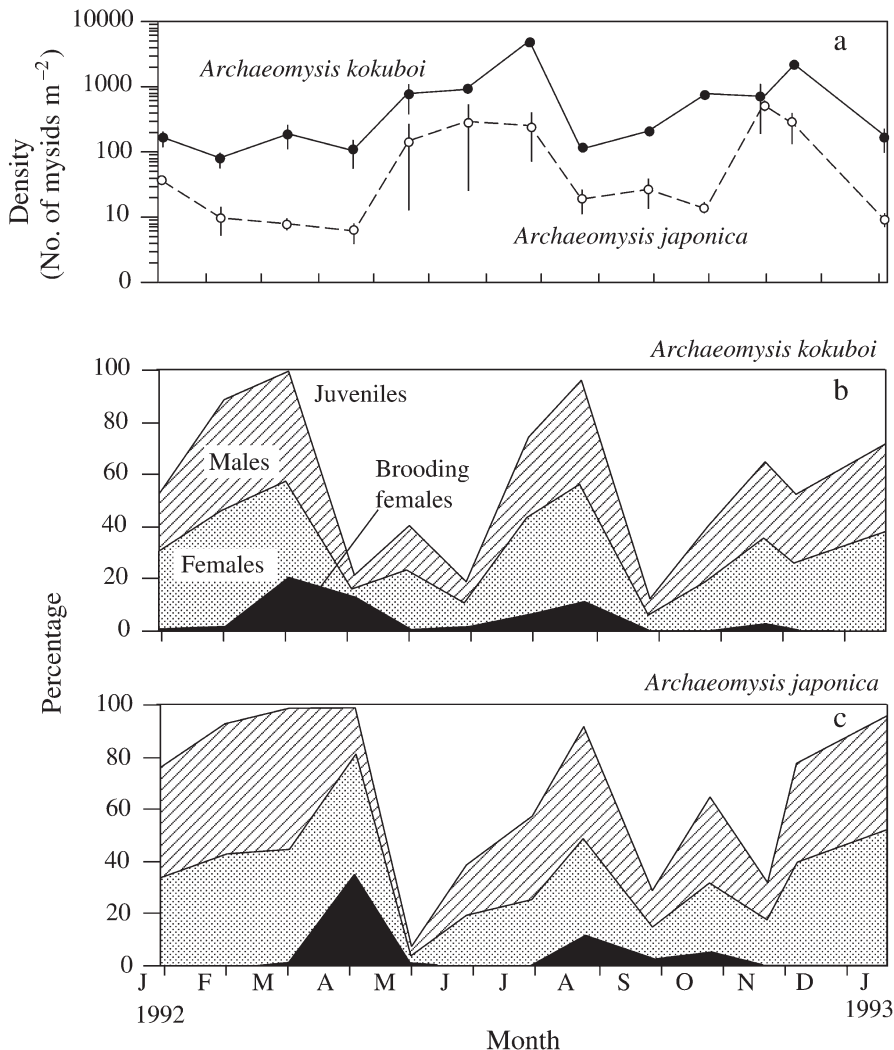 10000
1000
100
10
0
Density
(No. of mysids m⁻²)
a
Archaeomysis kokuboi
Archaeomysis japonica
Archaeomysis kokuboi
b
100
80
60
40
20
0
Juveniles
Males
Brooding
females
Females
Percentage
Archaeomysis japonica
c
100
80
60
40
20
0
J F M A M J J A S O N D J
1992 1993
Month